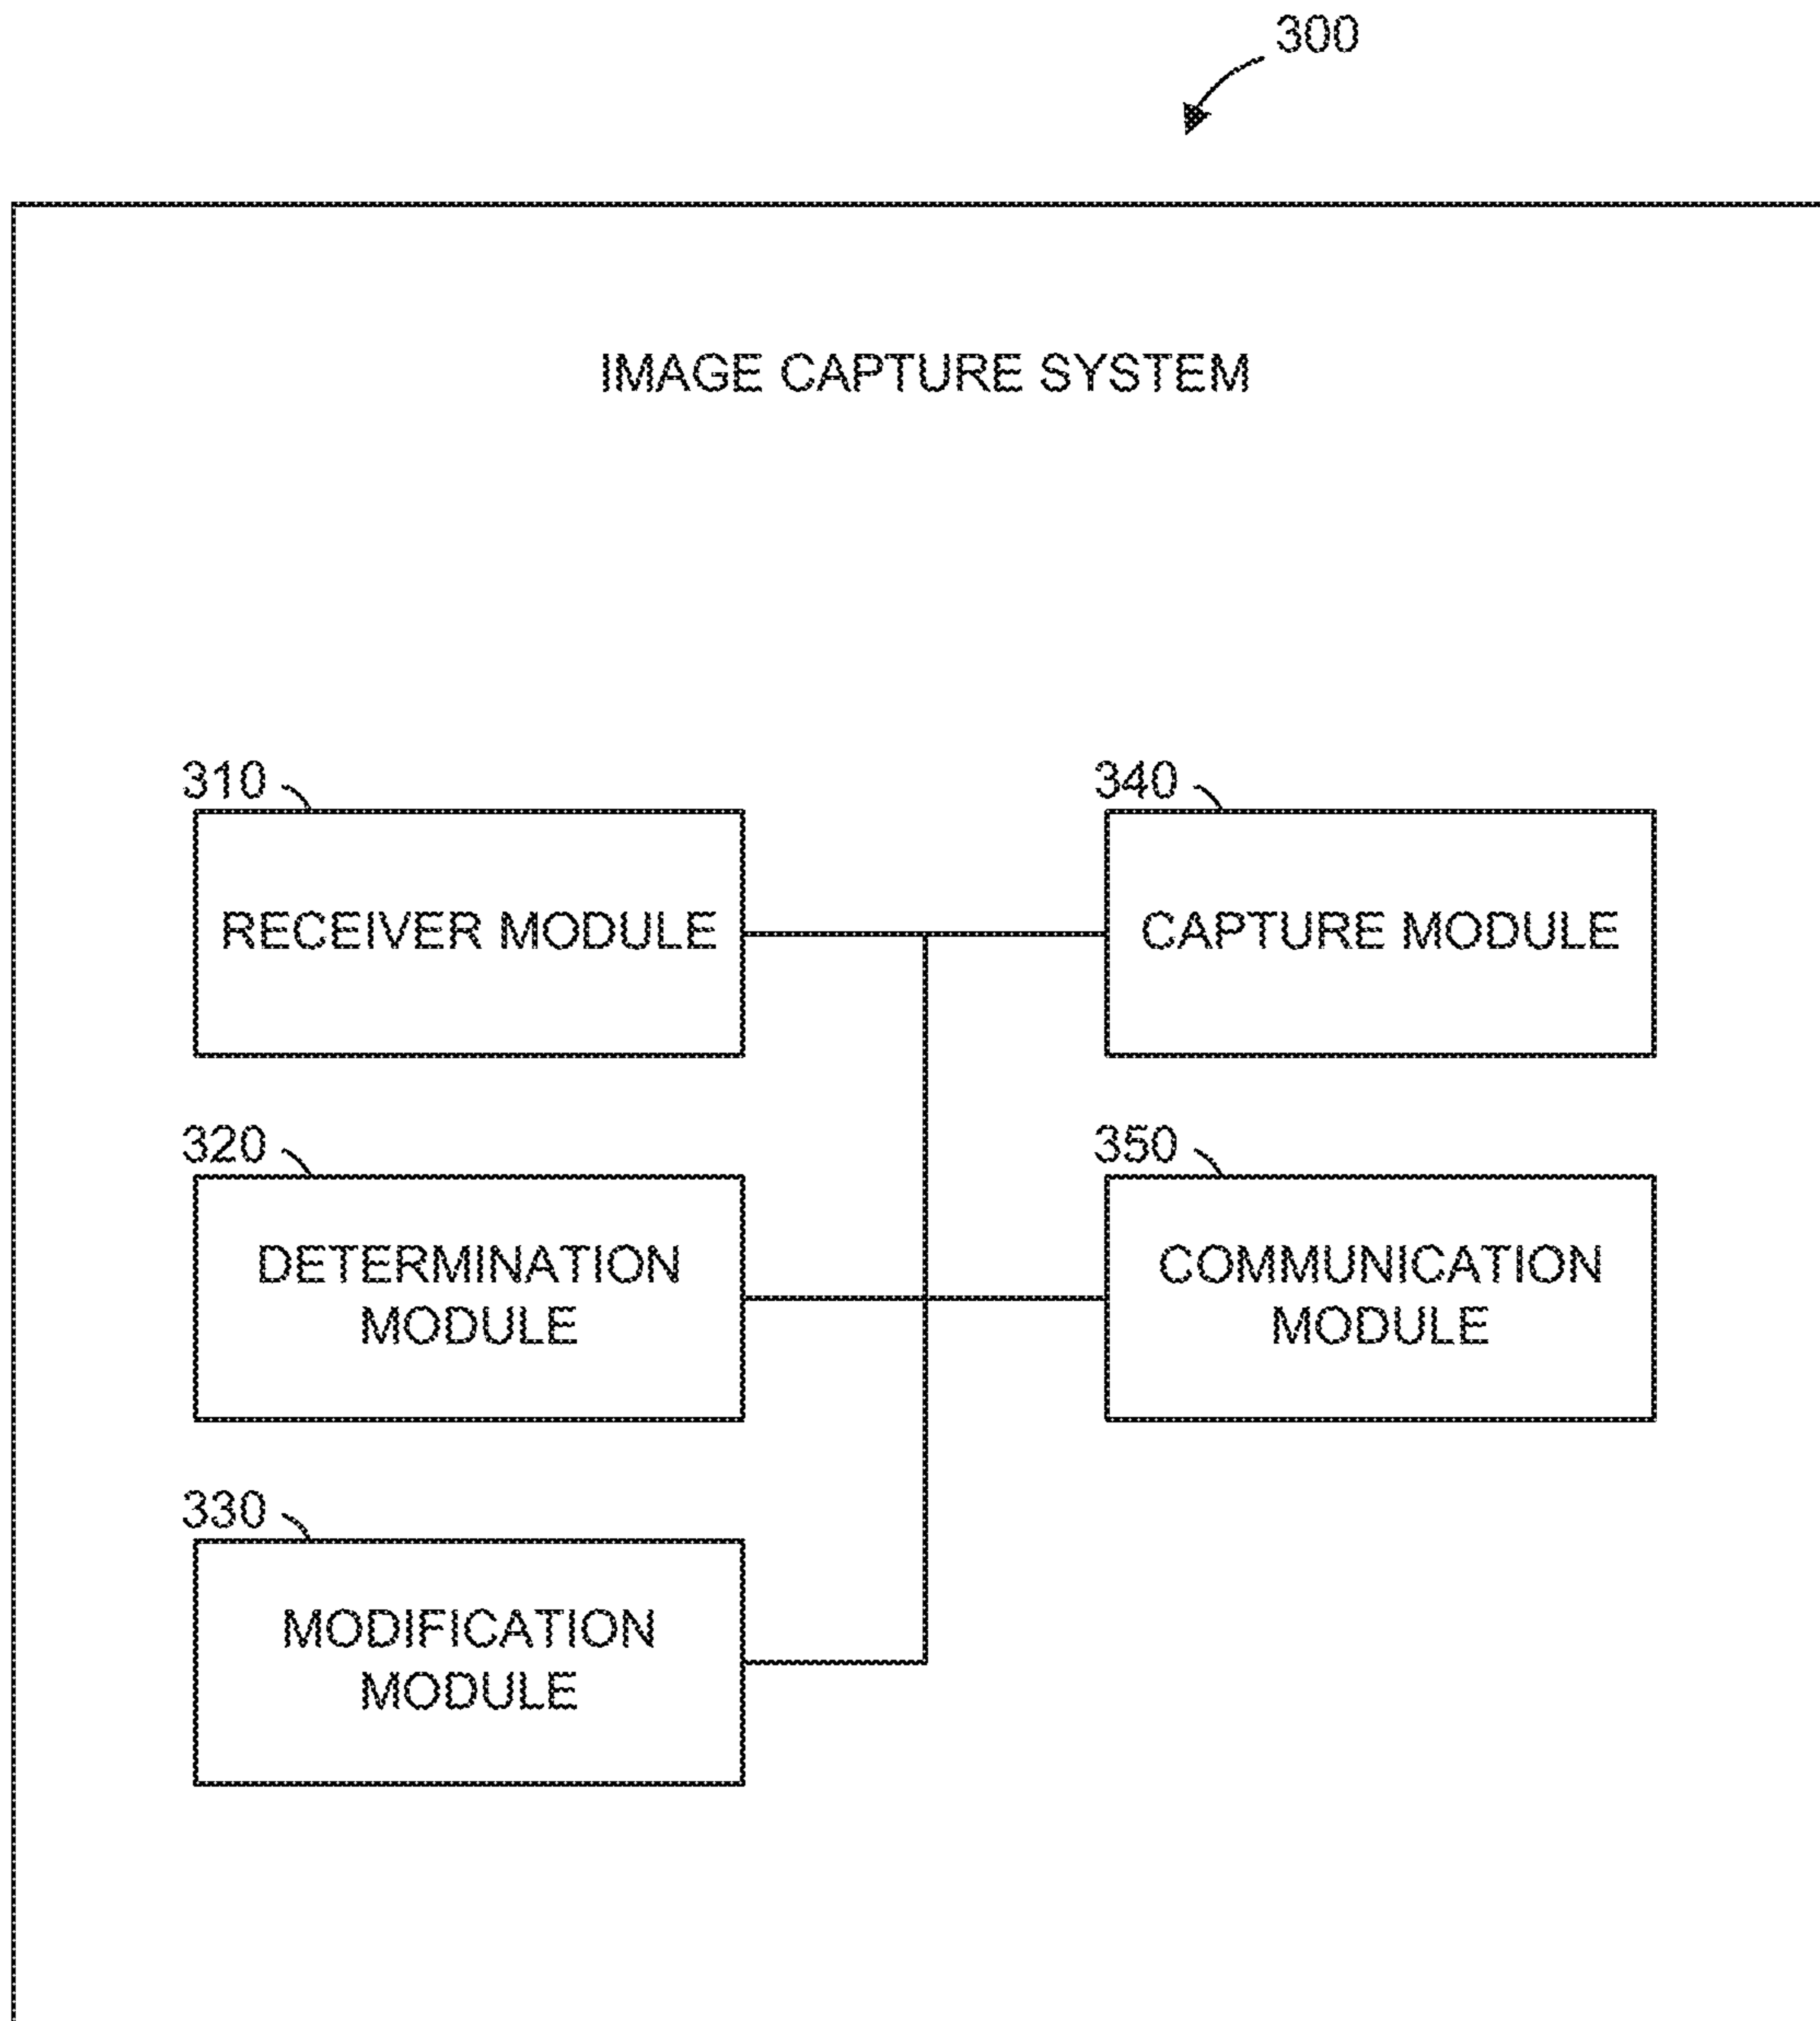 300
IMAGE CAPTURE SYSTEM
310
RECEIVER MODULE
340
CAPTURE MODULE
320
DETERMINATION
MODULE
350
COMMUNICATION
MODULE
330
MODIFICATION
MODULE